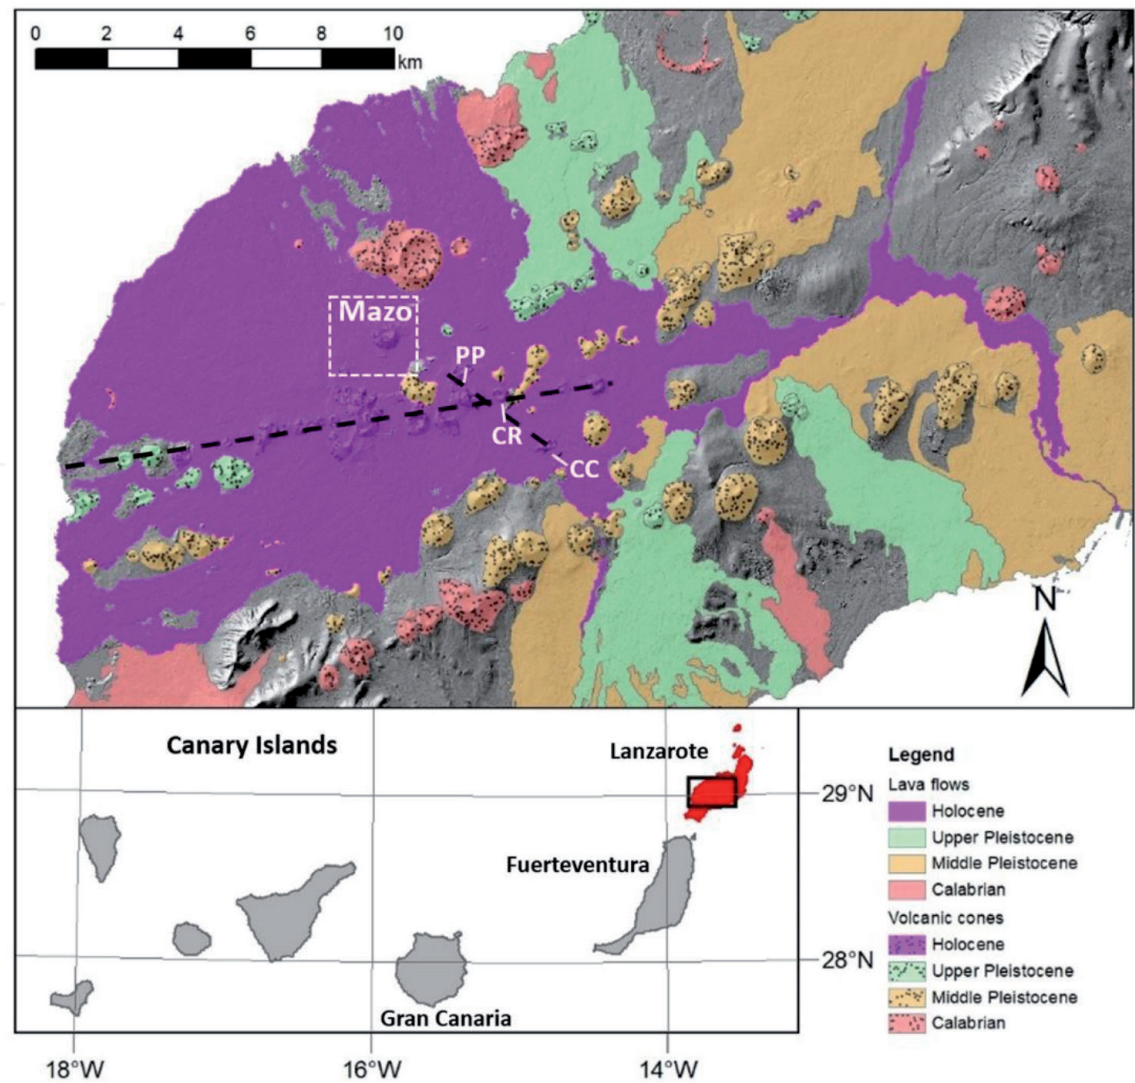 0 2 4 6 8 10
km
Mazo
PP
CR
CC
N
Canary Islands
Lanzarote
Fuerteventura
Gran Canaria
29°N
28°N
18°W 16°W 14°W
Legend
Lava flows
Holocene
Upper Pleistocene
Middle Pleistocene
Calabrian
Volcanic cones
Holocene
Upper Pleistocene
Middle Pleistocene
Calabrian